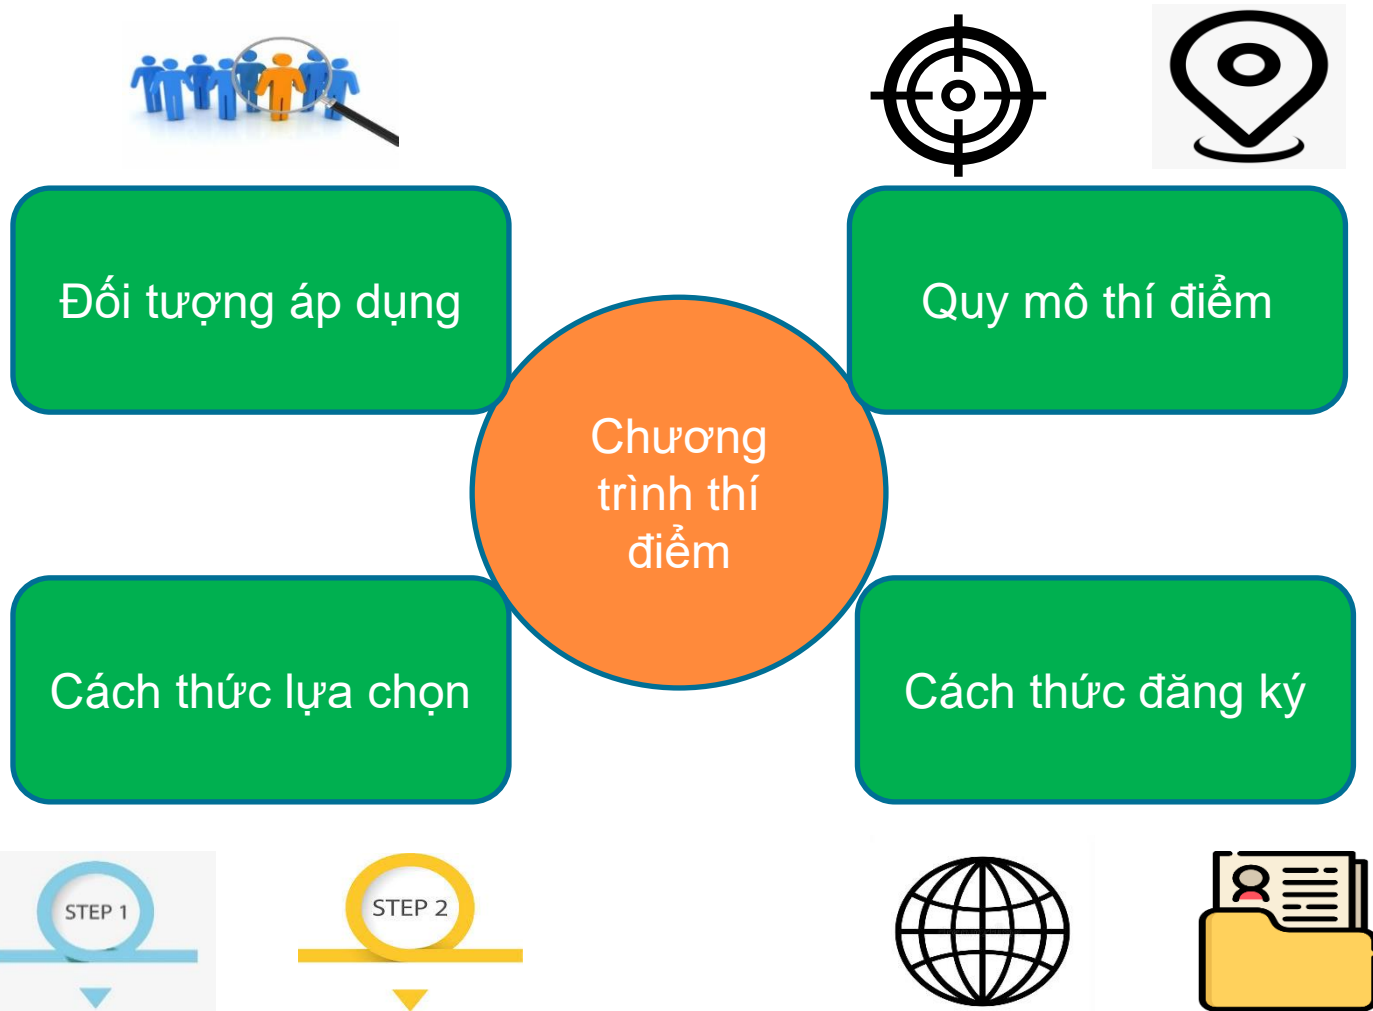 Đối tượng áp dụng
Quy mô thí điểm
Chương
trình thí
điểm
Cách thức lựa chọn
Cách thức đăng ký
STEP 1
STEP 2